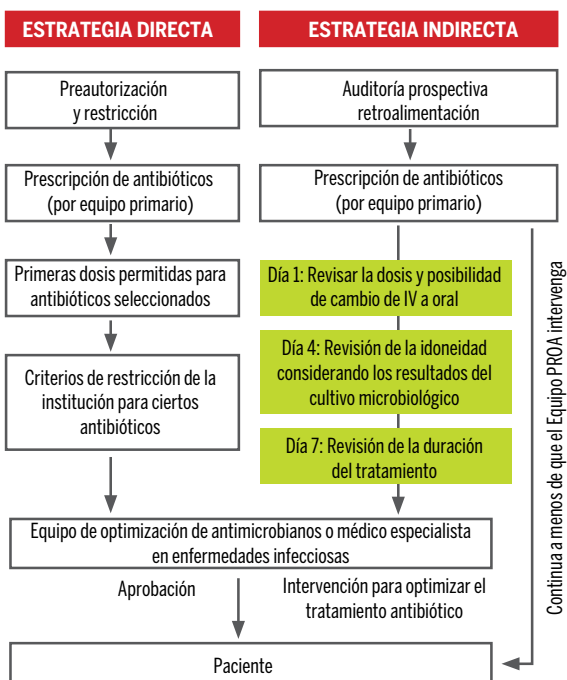 ESTRATEGIA DIRECTA
Preautorización
y restricción
Prescripción de antibióticos
(por equipo primario)
Primeras dosis permitidas para
antibióticos seleccionados
Criterios de restricción de la
institución para ciertos
antibióticos
ESTRATEGIA INDIRECTA
Auditoría prospectiva
retroalimentación
Prescripción de antibióticos
(por equipo primario)
Día 1: Revisar la dosis y posibilidad
de cambio de IV a oral
Día 4: Revisión de la idoneidad
considerando los resultados del
cultivo microbiológico
Día 7: Revisión de la duración
del tratamiento
Continua a menos de que el Equipo PROA intervenga
Equipo de optimización de antimicrobianos o médico especialista
en enfermedades infecciosas
Aprobación
Intervención para optimizar el
tratamiento antibiótico
Paciente